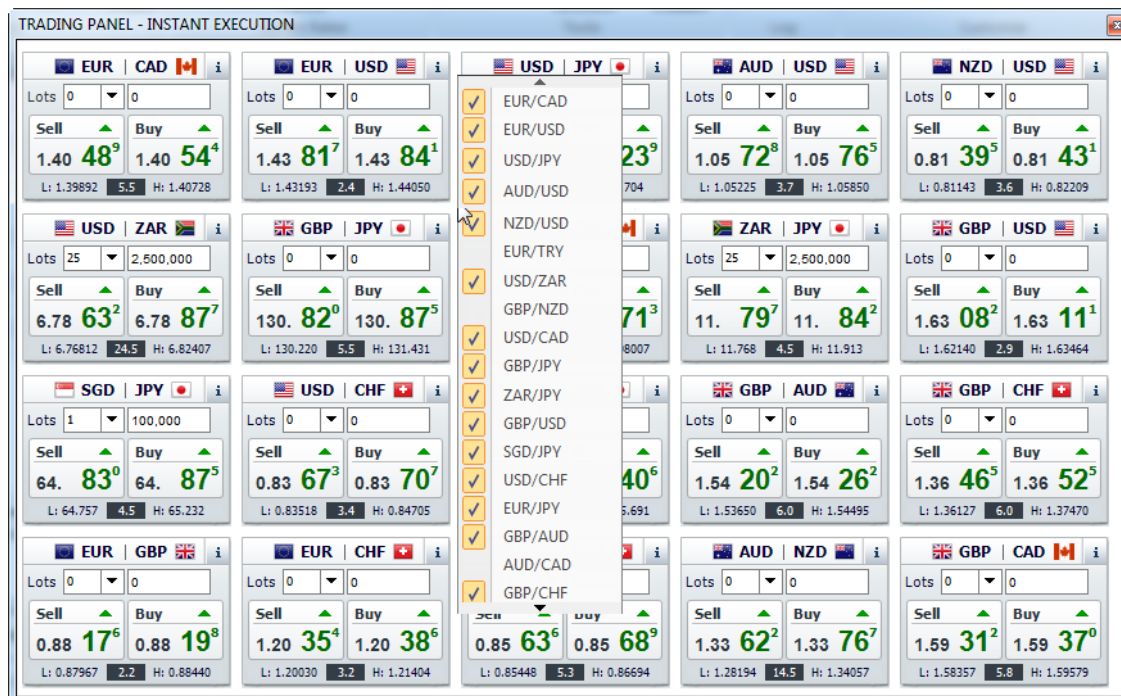 TRADING PANEL - INSTANT EXECUTION
EUR | CAD i EUR | USD i USD | JPY i AUD | USD i NZD | USD i
Lots 0 0 Lots 0 0 Lots 0 0 Lots 0 0
Sell Buy Sell Buy Sell Buy Sell Buy
1.40 48⁹ 1.40 54⁴ 1.43 81⁷ 1.43 84¹ 23⁹ 1.05 72⁸ 1.05 76⁵ 0.81 39⁵ 0.81 43¹
L: 1.39892 5.5 H: 1.40728 L: 1.43193 2.4 H: 1.44050 704 L: 1.05225 3.7 H: 1.05850 L: 0.81143 3.6 H: 0.82209
USD | ZAR i GBP | JPY i i ZAR | JPY i GBP | USD i
Lots 25 2,500,000 Lots 0 0 Lots 25 2,500,000 Lots 0 0
Sell Buy Sell Buy Sell Buy Sell Buy
6.78 63² 6.78 87⁷ 130. 82⁰ 130. 87⁵ 71³ 11. 79⁷ 11. 84² 1.63 08² 1.63 11¹
L: 6.76812 24.5 H: 6.82407 L: 130.220 5.5 H: 131.431 8007 L: 11.768 4.5 H: 11.913 L: 1.62140 2.9 H: 1.63464
SGD | JPY i USD | CHF i i GBP | AUD i GBP | CHF i
Lots 1 100,000 Lots 0 0 Lots 0 0 Lots 0 0
Sell Buy Sell Buy Sell Buy Sell Buy
64. 83⁰ 64. 87⁵ 0.83 67³ 0.83 70⁷ 40⁶ 1.54 20² 1.54 26² 1.36 46⁵ 1.36 52⁵
L: 64.757 4.5 H: 65.232 L: 0.83518 3.4 H: 0.84705 5.691 L: 1.53650 6.0 H: 1.54495 L: 1.36127 6.0 H: 1.37470
EUR | GBP i EUR | CHF i i AUD | NZD i GBP | CAD i
Lots 0 0 Lots 0 0 Lots 0 0 Lots 0 0
Sell Buy Sell Buy Sell Buy Sell Buy Sell Buy
0.88 17⁶ 0.88 19⁸ 1.20 35⁴ 1.20 38⁶ 0.85 63⁶ 0.85 68⁹ 1.33 62² 1.33 76⁷ 1.59 31² 1.59 37⁰
L: 0.87967 2.2 H: 0.88440 L: 1.20030 3.2 H: 1.21404 L: 0.85448 5.3 H: 0.86694 L: 1.28194 14.5 H: 1.34057 L: 1.58357 5.8 H: 1.59579
EUR/CAD
EUR/USD
USD/JPY
AUD/USD
NZD/USD
EUR/TRY
USD/ZAR
GBP/NZD
USD/CAD
GBP/JPY
ZAR/JPY
GBP/USD
SGD/JPY
USD/CHF
EUR/JPY
GBP/AUD
AUD/CAD
GBP/CHF